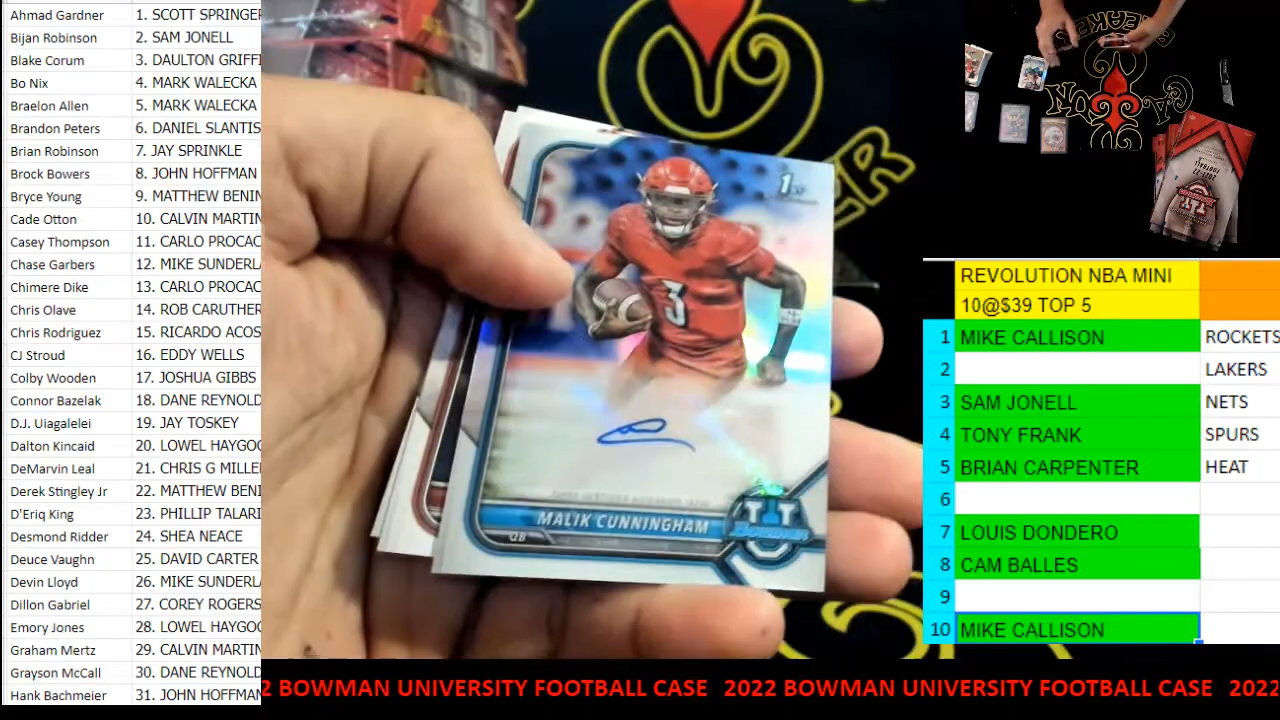 Ahmad Gardner 1. SCOTT SPRINGER
Bijan Robinson 2. SAM JONELL
Blake Corum 3. DAULTON GRIFFI
Bo Nix 4. MARK WALECKA
Braelon Allen 5. MARK WALECKA
Brandon Peters 6. DANIEL SLANTIS
Brian Robinson 7. JAY SPRINKLE
Brock Bowers 8. JOHN HOFFMAN
Bryce Young 9. MATTHEW BENIN
Cade Otton 10. CALVIN MARTIN
Casey Thompson 11. CARLO PROCAC
Chase Garbers 12. MIKE SUNDERL
Chimere Dike 13. CARLO PROCAC
Chris Olave 14. ROB CARUTHER
Chris Rodriguez 15. RICARDO ACOS
CJ Stroud 16. EDDY WELLS
Colby Wooden 17. JOSHUA GIBBS
Connor Bazelak 18. DANE REYNOLD
D.J. Uiagalelei 19. JAY TOSKEY
Dalton Kincaid 20. LOWEL HAYGOO
DeMarvin Leal 21. CHRIS G MILLE
Derek Stingley Jr 22. MATTHEW BENI
D'Eriq King 23. PHILLIP TALARI
Desmond Ridder 24. SHEA NEACE
Deuce Vaughn 25. DAVID CARTER
Devin Lloyd 26. MIKE SUNDERLA
Dillon Gabriel 27. COREY ROGERS
Emory Jones 28. LOWEL HAYGOO
Graham Mertz 29. CALVIN MARTIN
Grayson McCall 30. DANE REYNOLD
Hank Bachmeier 31. JOHN HOFFMAN
1ST
3
MALIK CUNNINGHAM
QB
U
REVOLUTION NBA MINI
10@$39 TOP 5
1 MIKE CALLISON ROCKETS
2 LAKERS
3 SAM JONELL NETS
4 TONY FRANK SPURS
5 BRIAN CARPENTER HEAT
6
7 LOUIS DONDERO
8 CAM BALLES
9
10 MIKE CALLISON
2 BOWMAN UNIVERSITY FOOTBALL CASE 2022 BOWMAN UNIVERSITY FOOTBALL CASE 2022